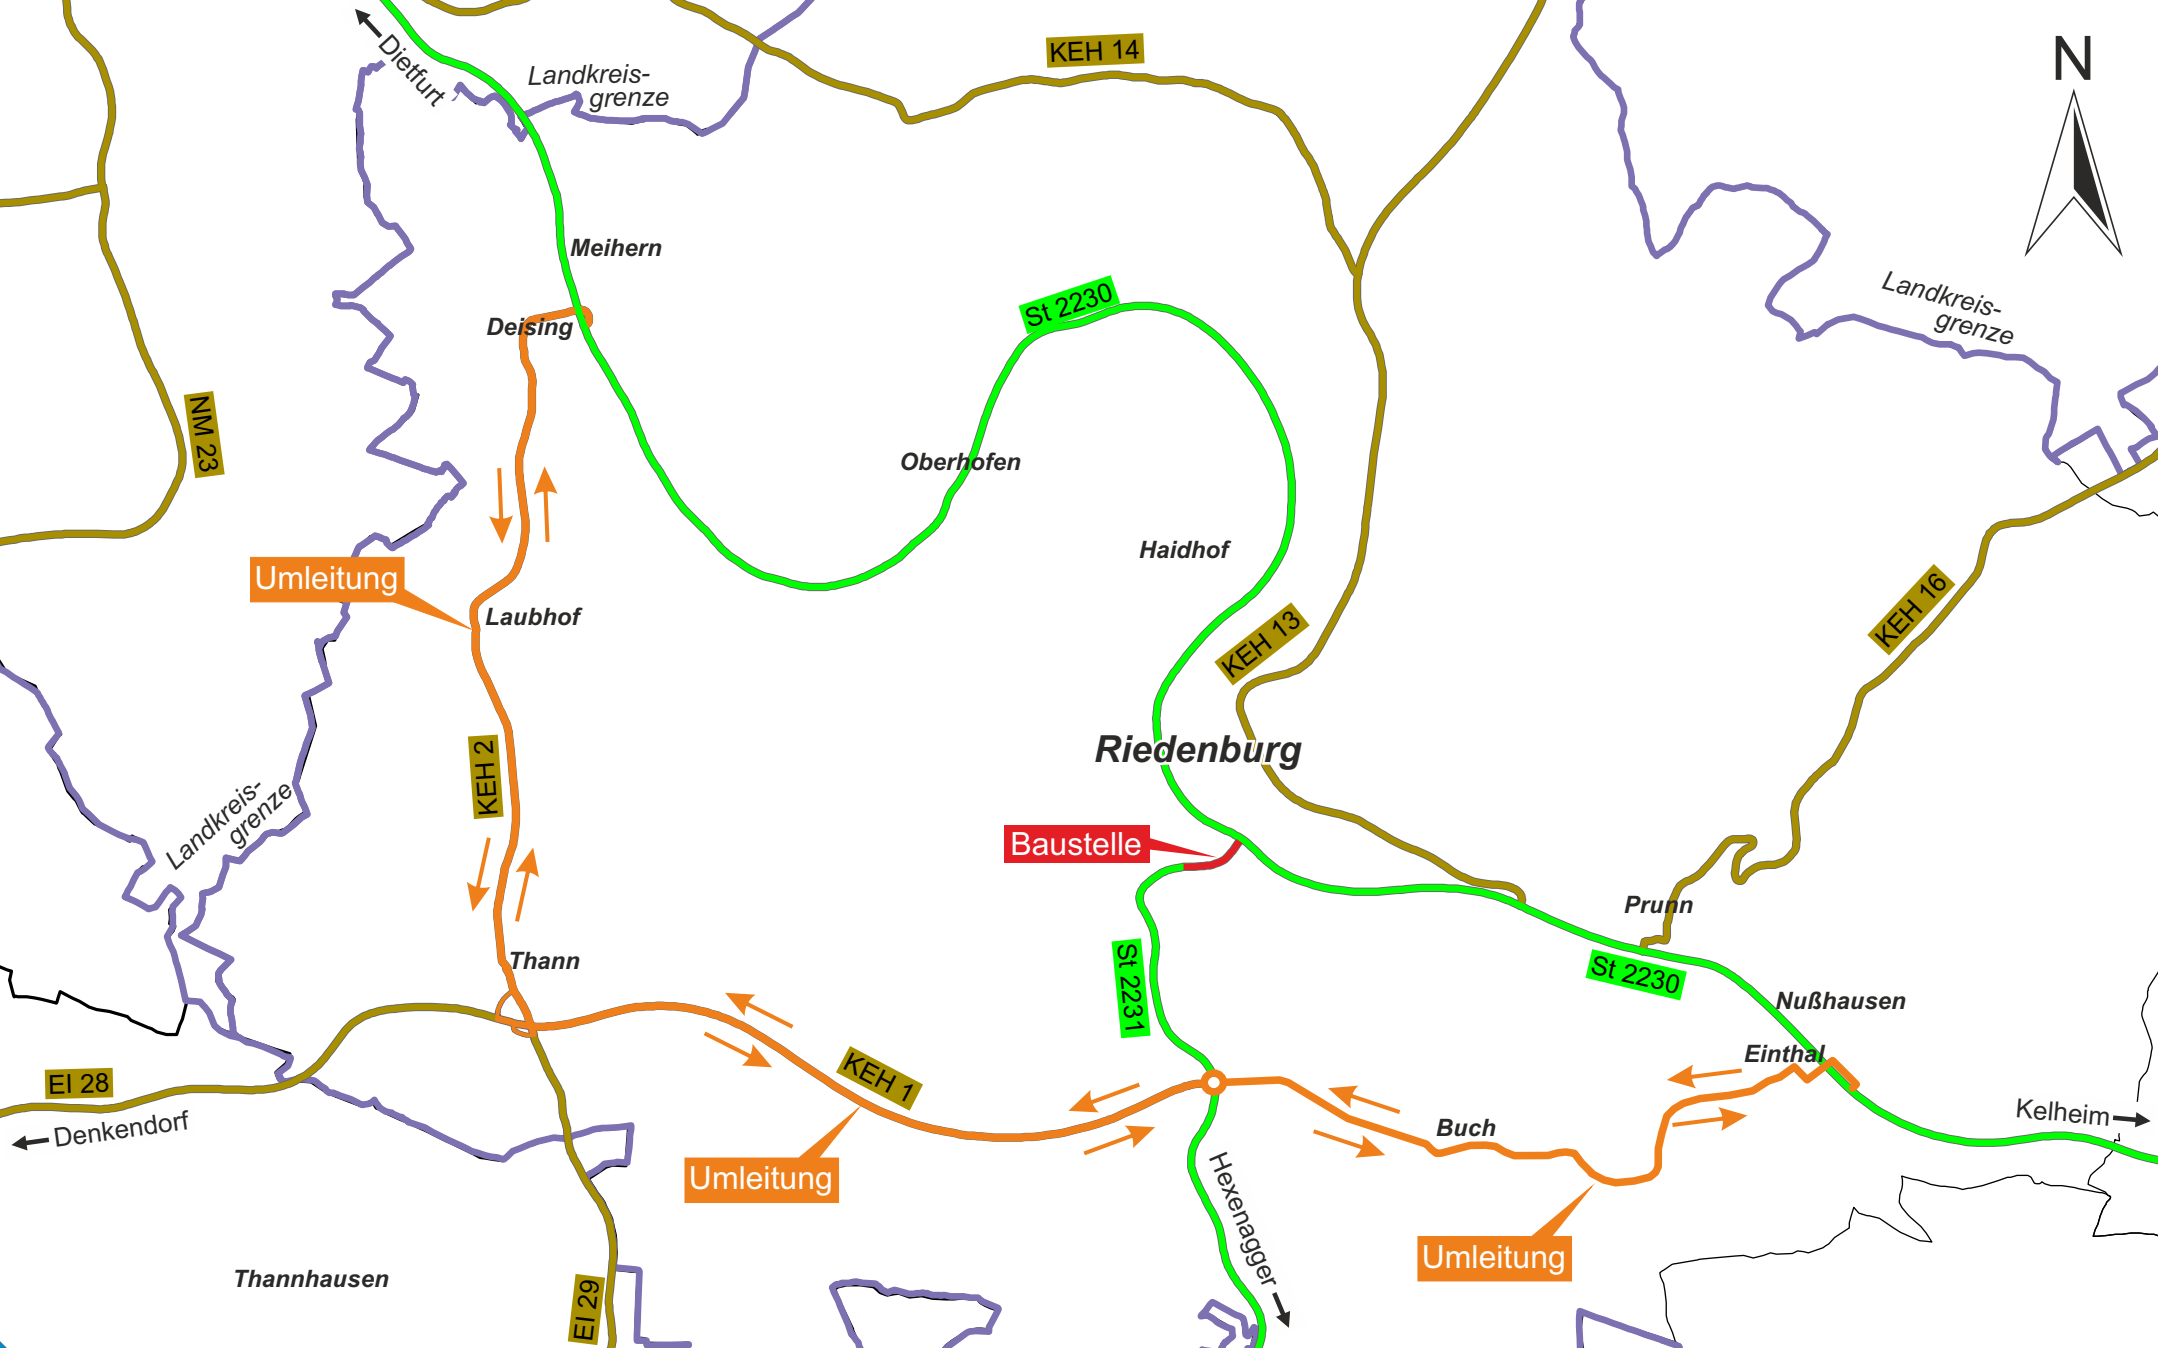 KEH 14
N
Dietfurt
Landkreis-
grenze
Meihern
Landkreis-
grenze
St 2230
Deising
NM 23
Oberhofen
Haidhof
Umleitung
Laubhof
KEH 13
KEH 16
Riedenburg
KEH 2
Landkreis-
grenze
Baustelle
Prunn
Thann
St 2231
St 2230
Nußhausen
Einthal
EI 28
KEH 1
Denkendorf
Kelheim
Buch
Umleitung
Hexenagger
Umleitung
Thannhausen
EI 29